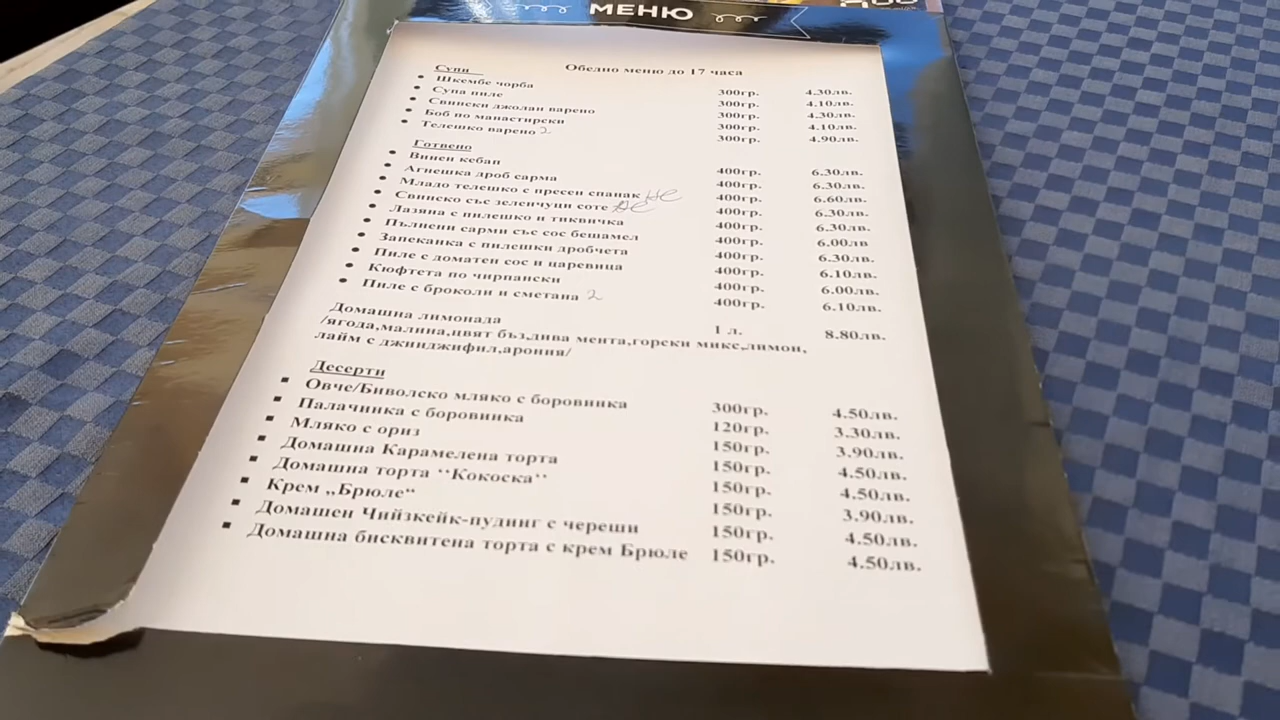 МЕНЮ
Супи
Обедно меню до 17 часа
Шкембе чорба 300гр. 4.30лв.
Супа пиле 300гр. 4.10лв.
Свински джолан варено 300гр. 4.30лв.
Боб по манастирски 300гр. 4.10лв.
Телешко варено 2 300гр. 4.90лв.
Готвено
Винен кебап 400гр. 6.30лв.
Агнешка дроб сарма 400гр. 6.30лв.
Младо телешко с пресен спанак не 400гр. 6.60лв.
Свинско със зеленчуци соте не 400гр. 6.30лв.
Лазяна с пилешко и тиквичка 400гр. 6.30лв.
Пълнени сарми със сос бешамел 400гр. 6.00лв
Запеканка с пилешки дробчета 400гр. 6.30лв.
Пиле с доматен сос и царевица 400гр. 6.10лв.
Кюфтета по чирпански 400гр. 6.00лв.
Пиле с броколи и сметана 2 400гр. 6.10лв.
Домашна лимонада 1 л. 8.80лв.
/ягода,малина,цвят бъз,дива мента,горски микс,лимон,
лайм с джинджифил,арония/
Десерти
Овче/Биволско мляко с боровинка 300гр. 4.50лв.
Палачинка с боровинка 120гр. 3.30лв.
Мляко с ориз 150гр. 3.90лв.
Домашна Карамелена торта 150гр. 4.50лв.
Домашна торта ‘‘Кокоска‘‘ 150гр. 4.50лв.
Крем „Брюле“ 150гр. 3.90лв.
Домашен Чийзкейк-пудинг с череши 150гр. 4.50лв.
Домашна бисквитена торта с крем Брюле 150гр. 4.50лв.